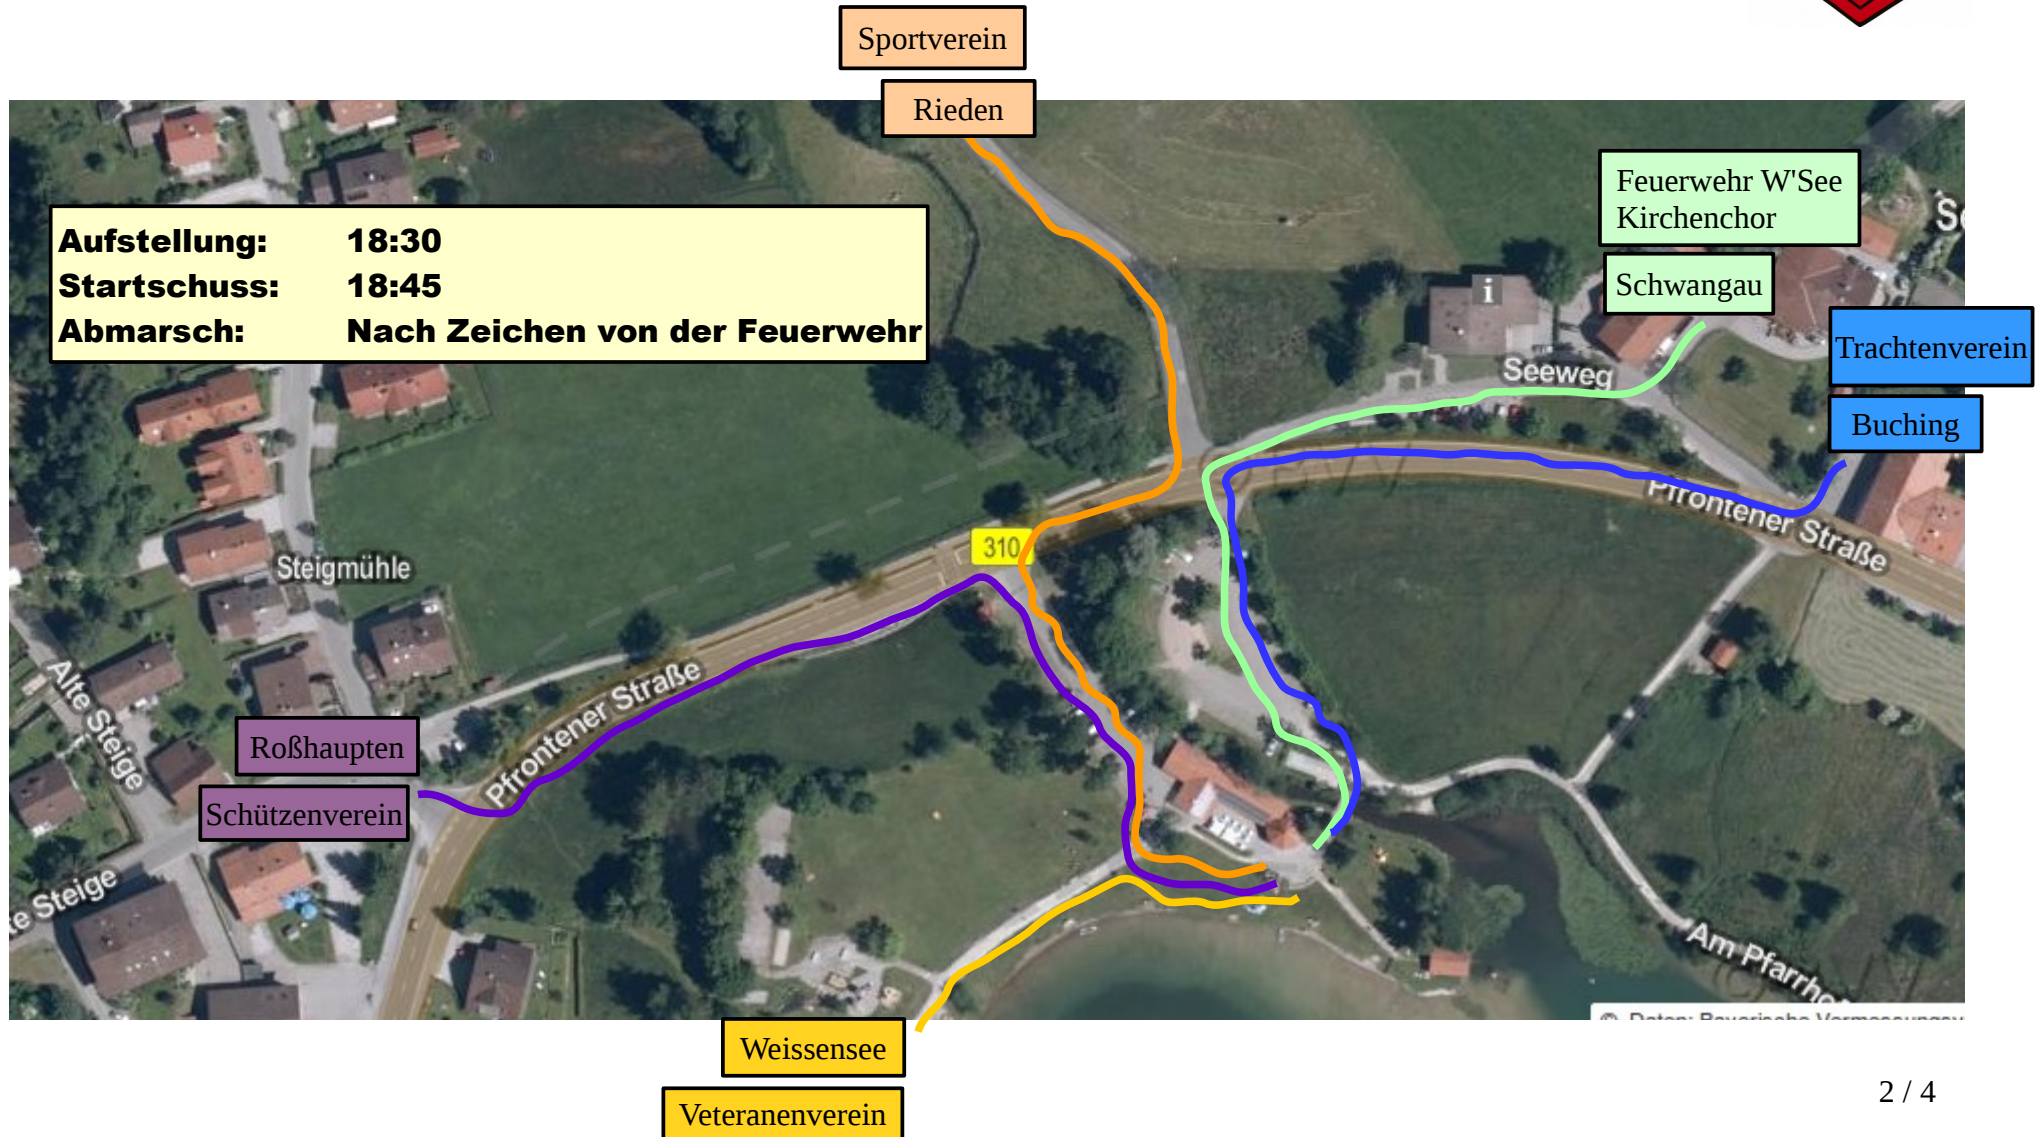 Sportverein
Rieden
Feuerwehr W'See
Kirchenchor
Schwangau
Trachtenverein
Buching
Aufstellung: 18:30
Startschuss: 18:45
Abmarsch: Nach Zeichen von der Feuerwehr
i
Seeweg
Pfrontener Straße
310
Steigmühle
Alte Steige
Pfrontener Straße
Roßhaupten
Schützenverein
Steige
Am Pfarrho
Weissensee
Veteranenverein
2 / 4